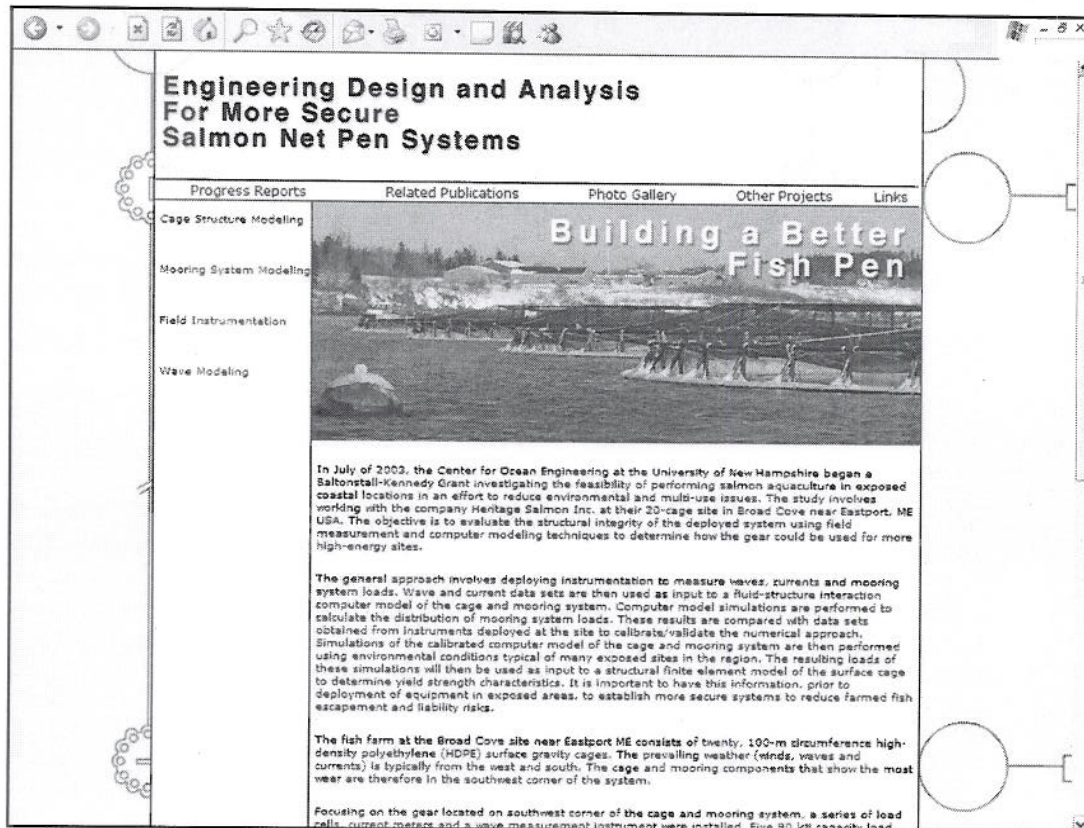 Engineering Design and Analysis
For More Secure
Salmon Net Pen Systems
Progress Reports Related Publications Photo Gallery Other Projects Links
Cage Structure Modeling
Mooring System Modeling
Field Instrumentation
Wave Modeling
Building a Better
Fish Pen
In July of 2003, the Center for Ocean Engineering at the University of New Hampshire began a
Saltonstall-Kennedy Grant investigating the feasibility of performing salmon aquaculture in exposed
coastal locations in an effort to reduce environmental and multi-use issues. The study involves
working with the company Heritage Salmon Inc. at their 20-cage site in Broad Cove near Eastport, ME
USA. The objective is to evaluate the structural integrity of the deployed system using field
measurement and computer modeling techniques to determine how the gear could be used for more
high-energy sites.
The general approach involves deploying instrumentation to measure waves, currents and mooring
system loads. Wave and current data sets are then used as input to a fluid-structure interaction
computer model of the cage and mooring system. Computer model simulations are performed to
calculate the distribution of mooring system loads. These results are compared with data sets
obtained from instruments deployed at the site to calibrate/validate the numerical approach.
Simulations of the calibrated computer model of the cage and mooring system are then performed
using environmental conditions typical of many exposed sites in the region. The resulting loads of
these simulations will then be used as input to a structural finite element model of the surface cage
to determine yield strength characteristics. It is important to have this information, prior to
deployment of equipment in exposed areas, to establish more secure systems to reduce farmed fish
escapement and liability risks.
The fish farm at the Broad Cove site near Eastport ME consists of twenty, 100-m circumference high-
density polyethylene (HDPE) surface gravity cages. The prevailing weather (winds, waves and
currents) is typically from the west and south. The cage and mooring components that show the most
wear are therefore in the southwest corner of the system.
Focusing on the gear located on southwest corner of the cage and mooring system, a series of load
cells, current meters and a wave measurement instrument were installed. Five 90 kN capacity load